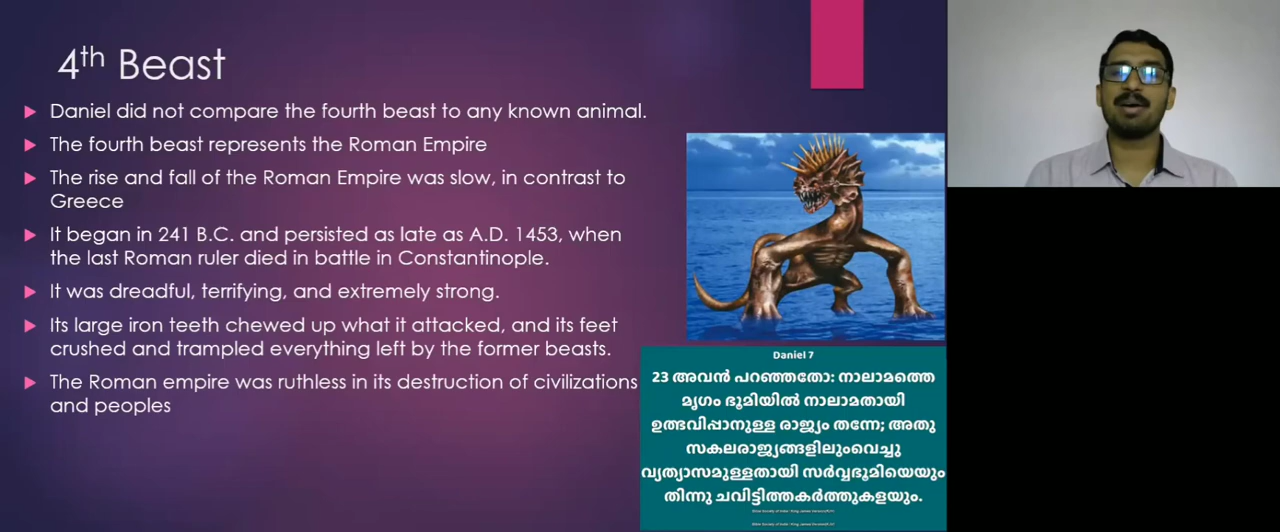 4th Beast
Daniel did not compare the fourth beast to any known animal.
The fourth beast represents the Roman Empire
The rise and fall of the Roman Empire was slow, in contrast to
Greece
It began in 241 B.C. and persisted as late as A.D. 1453, when
the last Roman ruler died in battle in Constantinople.
It was dreadful, terrifying, and extremely strong.
Its large iron teeth chewed up what it attacked, and its feet
crushed and trampled everything left by the former beasts.
The Roman empire was ruthless in its destruction of civilizations
and peoples
Daniel 7
23 അവൻ പറഞ്ഞതോ: നാലാമത്തെ
മൃഗം ഭൂമിയിൽ നാലാമതായി
ഉത്ഭവിപ്പാനുള്ള രാജ്യം തന്നേ; അതു
സകലരാജ്യങ്ങളിലുംവെച്ചു
വ്യത്യാസമുള്ളതായി സർവ്വഭൂമിയെയും
തിന്നു ചവിട്ടിത്തകർത്തുകളയും.